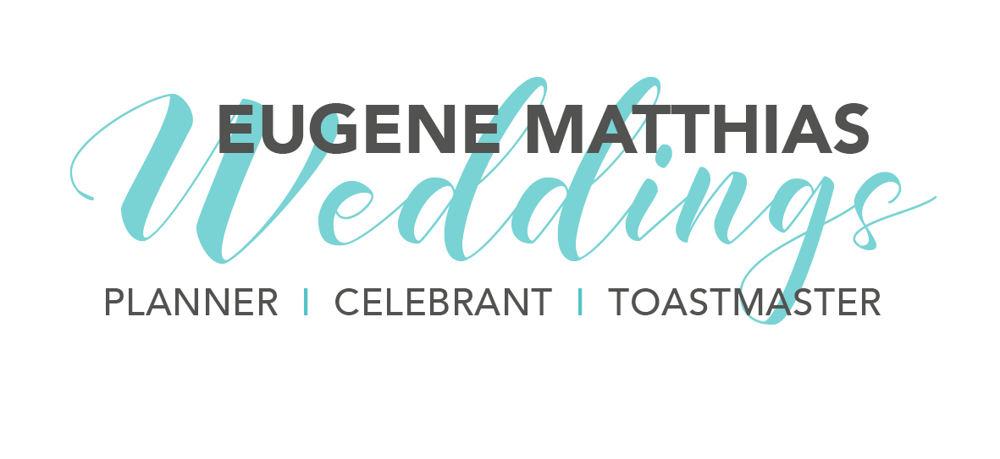 EUGENE MATTHIAS
Weddings
PLANNER | CELEBRANT | TOASTMASTER